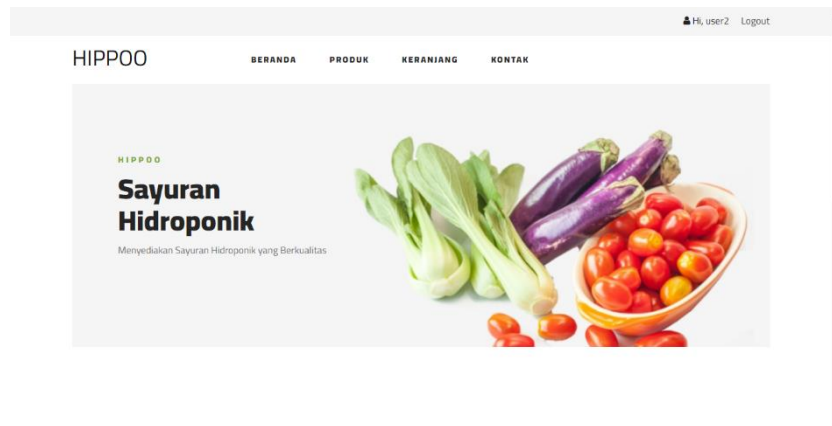 Hi, user2 Logout
HIPPOO
BERANDA PRODUK KERANJANG KONTAK
HIPPOO
Sayuran
Hidroponik
Menyediakan Sayuran Hidroponik yang Berkualitas